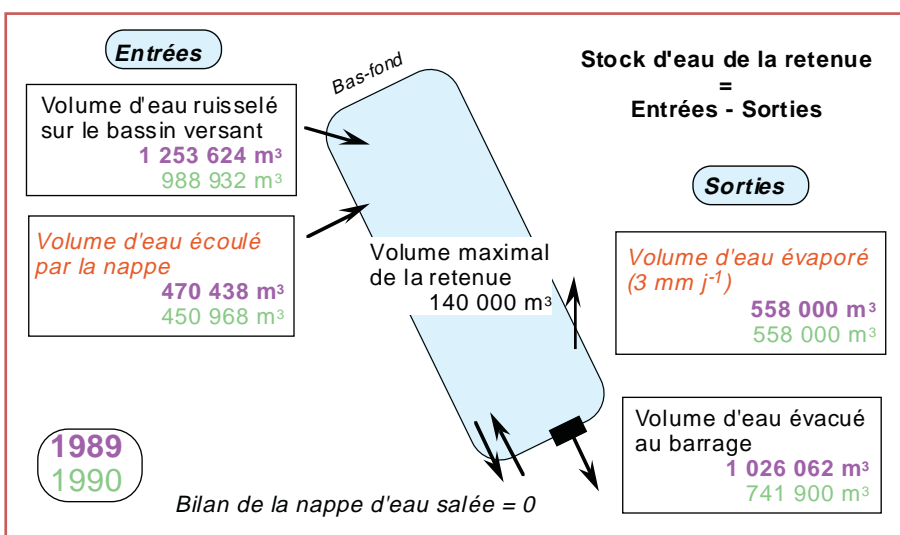 Entrées
Volume d'eau ruisselé
sur le bassin versant
1 253 624 m³
988 932 m³
Volume d'eau écoulé
par la nappe
470 438 m³
450 968 m³
1989
1990
Bas-fond
Volume maximal
de la retenue
140 000 m³
Bilan de la nappe d'eau salée = 0
Stock d'eau de la retenue
=
Entrées - Sorties
Sorties
Volume d'eau évaporé
(3 mm j⁻¹)
558 000 m³
558 000 m³
Volume d'eau évacué
au barrage
1 026 062 m³
741 900 m³